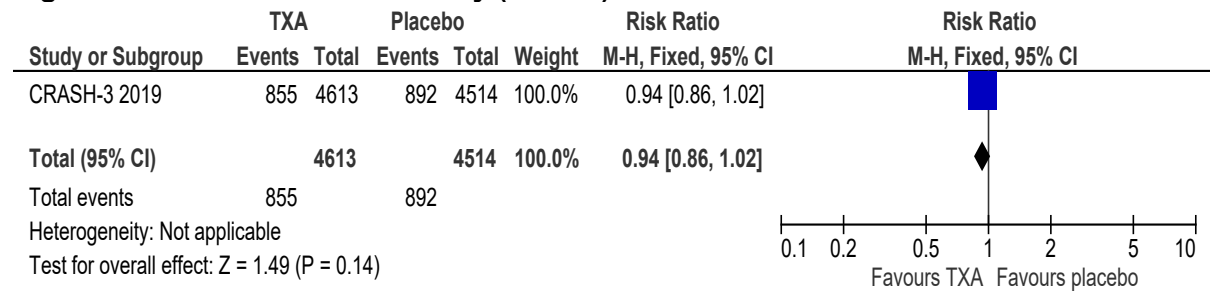 TXA Placebo Risk Ratio Risk Ratio
Study or Subgroup Events Total Events Total Weight M-H, Fixed, 95% CI M-H, Fixed, 95% CI
CRASH-3 2019 855 4613 892 4514 100.0% 0.94 [0.86, 1.02]
Total (95% CI) 4613 4514 100.0% 0.94 [0.86, 1.02]
Total events 855 892
Heterogeneity: Not applicable
Test for overall effect: Z = 1.49 (P = 0.14)
0.1 0.2 0.5 1 2 5 10
Favours TXA Favours placebo